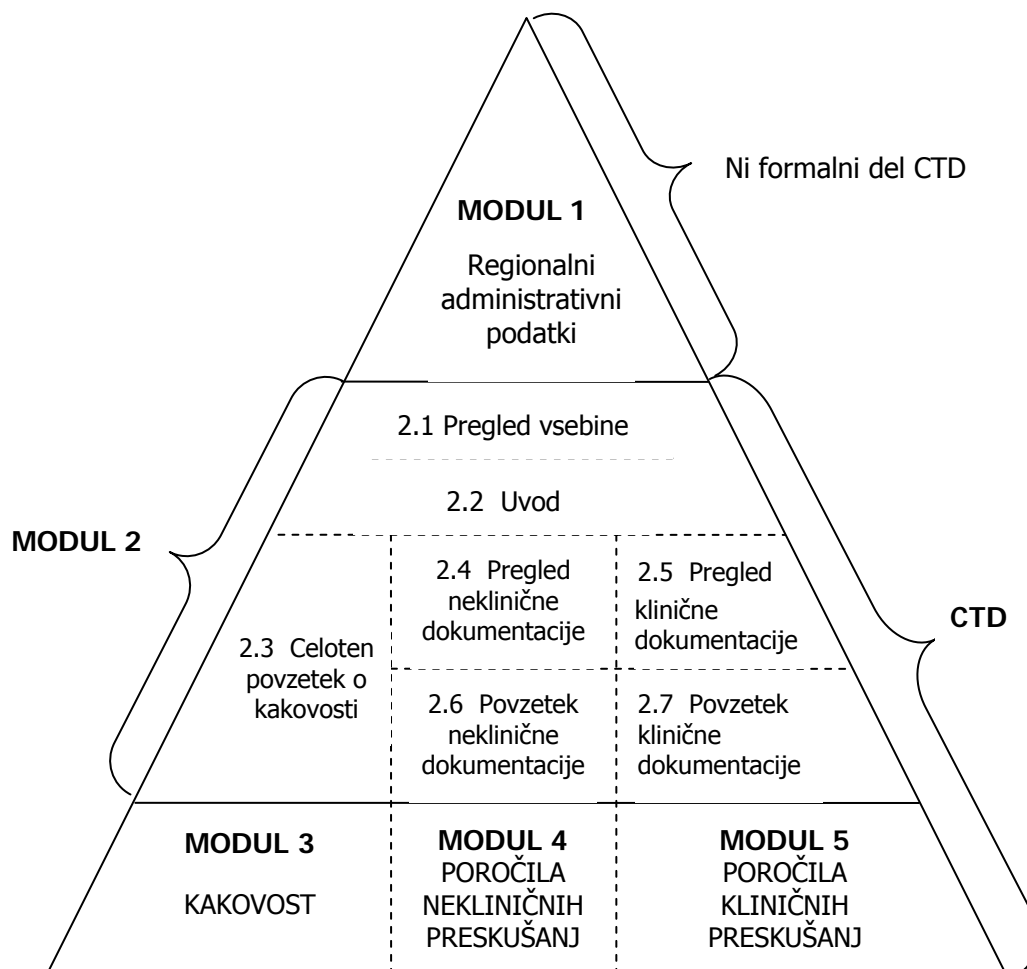 Ni formalni del CTD
MODUL 1
Regionalni
administrativni
podatki
2.1 Pregled vsebine
2.2 Uvod
MODUL 2
2.3 Celoten
povzetek o
kakovosti
2.4 Pregled
neklinične
dokumentacije
2.5 Pregled
klinične
dokumentacije
CTD
2.6 Povzetek
neklinične
dokumentacije
2.7 Povzetek
klinične
dokumentacije
MODUL 3
KAKOVOST
MODUL 4
POROČILA
NEKLINIČNIH
PRESKUŠANJ
MODUL 5
POROČILA
KLINIČNIH
PRESKUŠANJ